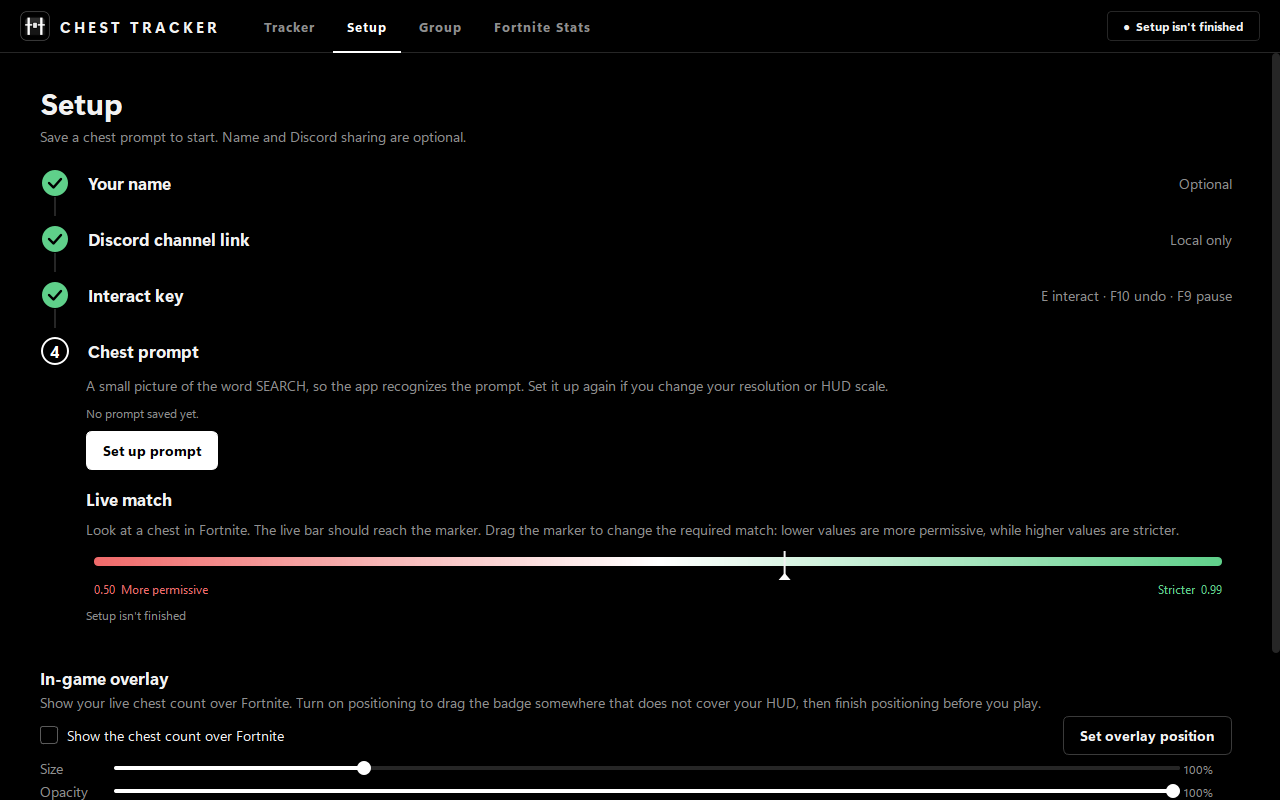 CHEST TRACKER Tracker Setup Group Fortnite Stats ● Setup isn't finished
Setup
Save a chest prompt to start. Name and Discord sharing are optional.
Your name Optional
Discord channel link Local only
Interact key E interact · F10 undo · F9 pause
4 Chest prompt
A small picture of the word SEARCH, so the app recognizes the prompt. Set it up again if you change your resolution or HUD scale.
No prompt saved yet.
Set up prompt
Live match
Look at a chest in Fortnite. The live bar should reach the marker. Drag the marker to change the required match: lower values are more permissive, while higher values are stricter.
0.50 More permissive Stricter 0.99
Setup isn't finished
In-game overlay
Show your live chest count over Fortnite. Turn on positioning to drag the badge somewhere that does not cover your HUD, then finish positioning before you play.
Show the chest count over Fortnite Set overlay position
Size 100%
Opacity 100%